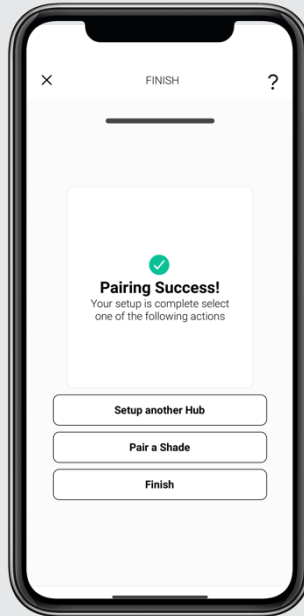 FINISH
?
Pairing Success!
Your setup is complete select
one of the following actions
Setup another Hub
Pair a Shade
Finish